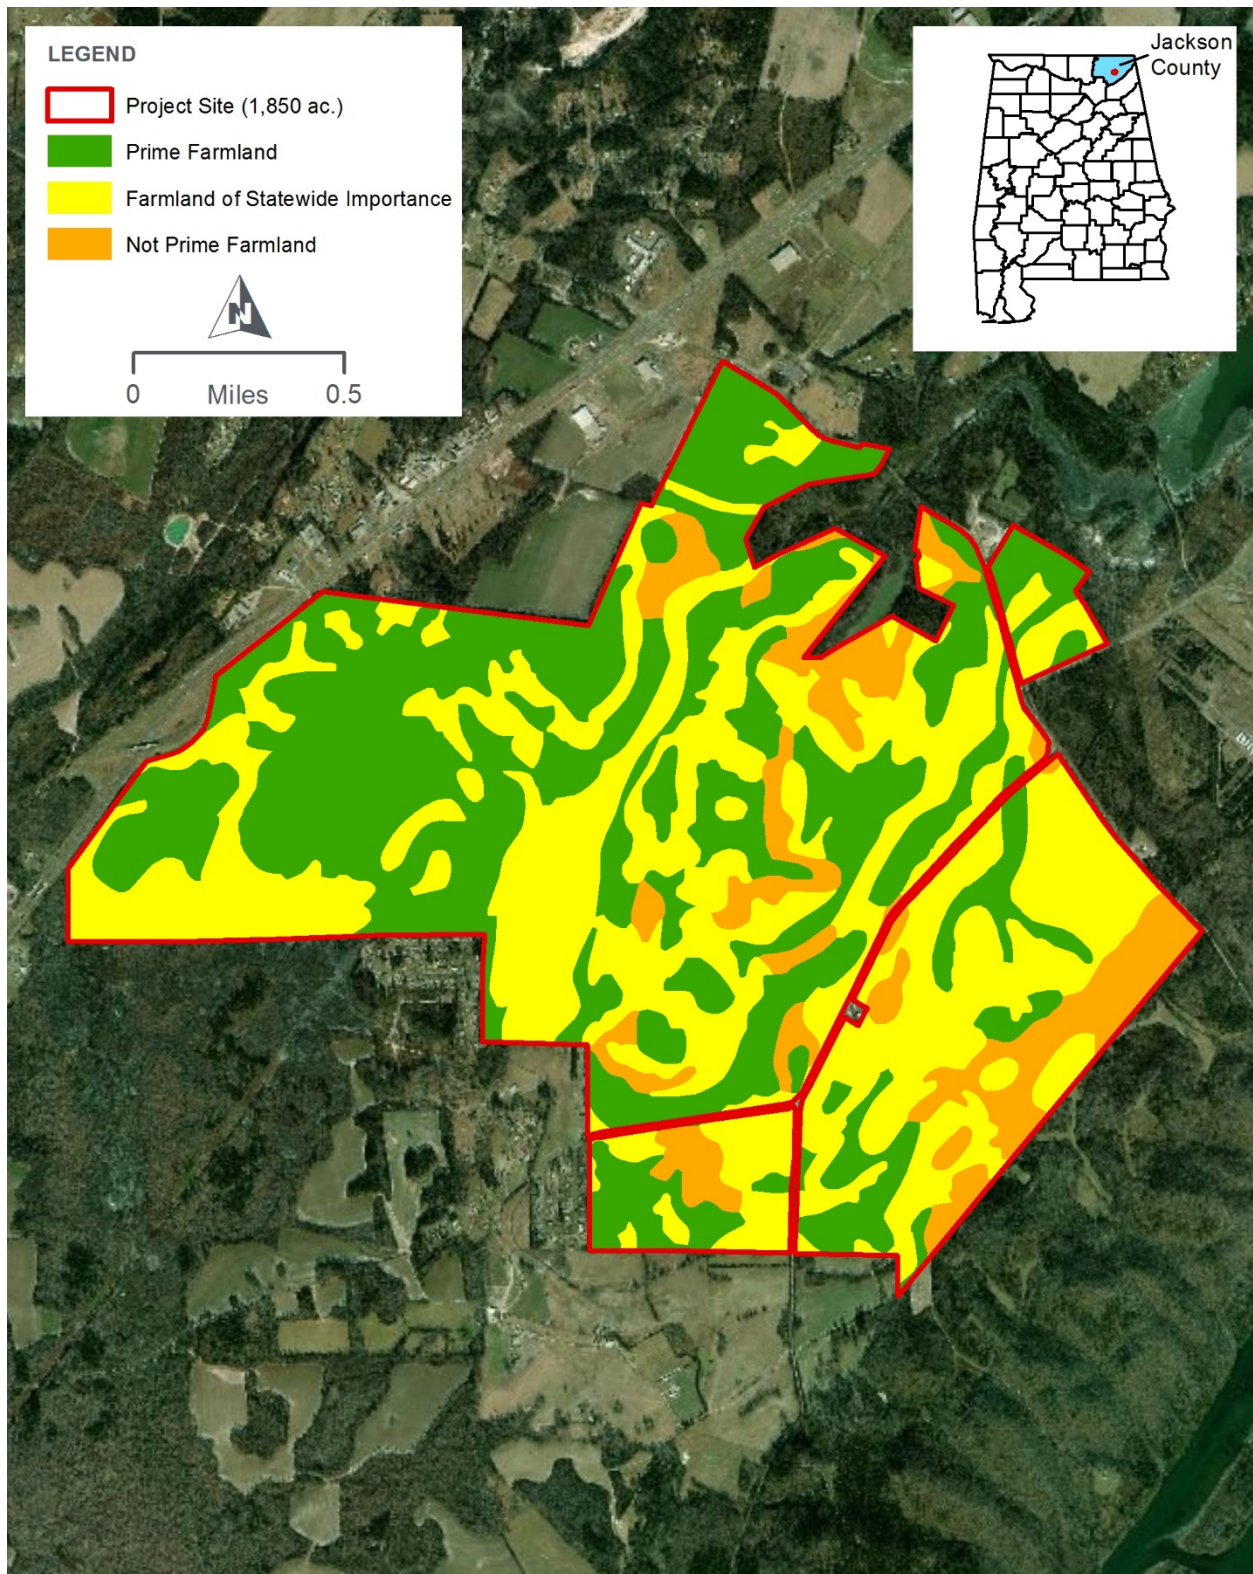 LEGEND
Project Site (1,850 ac.)
Prime Farmland
Farmland of Statewide Importance
Not Prime Farmland
N
0 Miles 0.5
Jackson
County